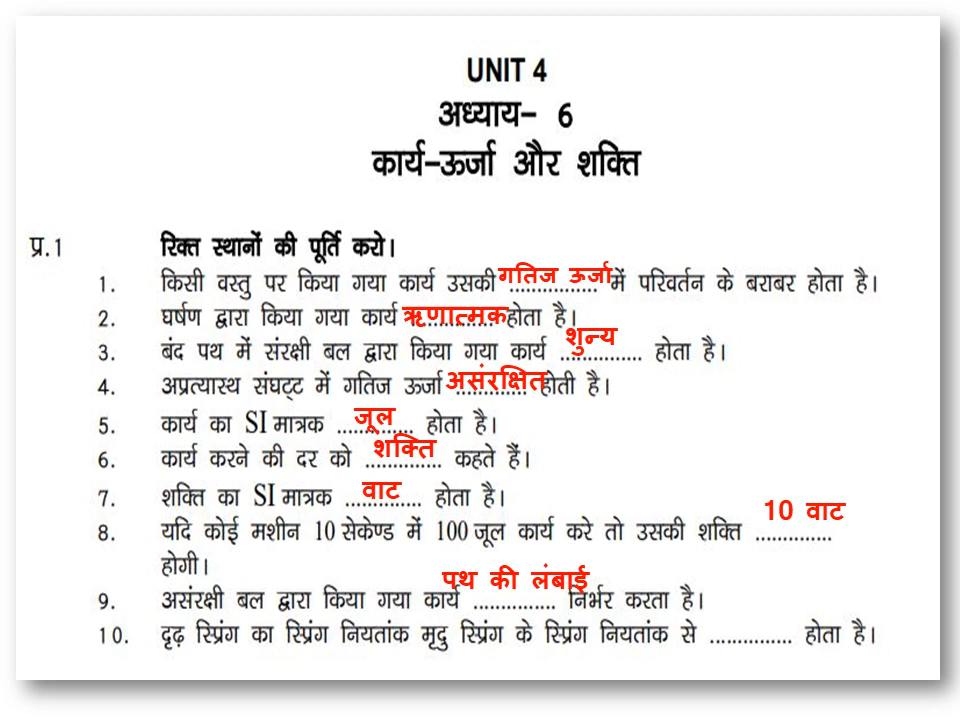 UNIT 4
अध्याय- 6
कार्य-ऊर्जा और शक्ति
प्र.1 रिक्त स्थानों की पूर्ति करो।
1. किसी वस्तु पर किया गया कार्य उसकी गतिज ऊर्जा में परिवर्तन के बराबर होता है।
2. घर्षण द्वारा किया गया कार्य ऋणात्मक होता है।
3. बंद पथ में संरक्षी बल द्वारा किया गया कार्य शुन्य होता है।
4. अप्रत्यास्थ संघट्ट में गतिज ऊर्जा असंरक्षित होती है।
5. कार्य का SI मात्रक जूल होता है।
6. कार्य करने की दर को शक्ति कहते हैं।
7. शक्ति का SI मात्रक वाट होता है।
8. यदि कोई मशीन 10 सेकेण्ड में 100 जूल कार्य करे तो उसकी शक्ति 10 वाट
होगी।
9. असंरक्षी बल द्वारा किया गया कार्य पथ की लंबाई निर्भर करता है।
10. दृढ़ स्प्रिंग का स्प्रिंग नियतांक मृदु स्प्रिंग के स्प्रिंग नियतांक से ............... होता है।